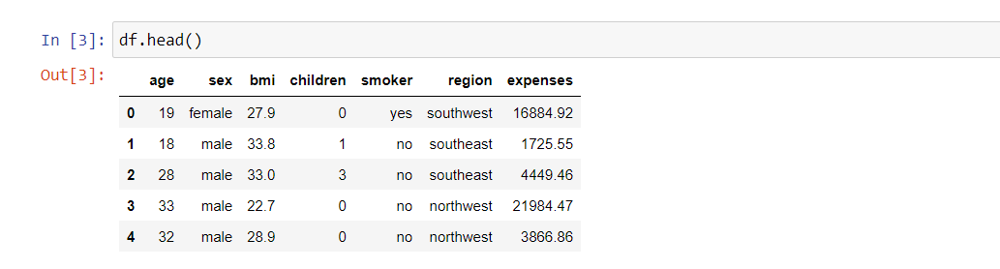 In [3]: df.head()
Out[3]:
age sex bmi children smoker region expenses
0 19 female 27.9 0 yes southwest 16884.92
1 18 male 33.8 1 no southeast 1725.55
2 28 male 33.0 3 no southeast 4449.46
3 33 male 22.7 0 no northwest 21984.47
4 32 male 28.9 0 no northwest 3866.86